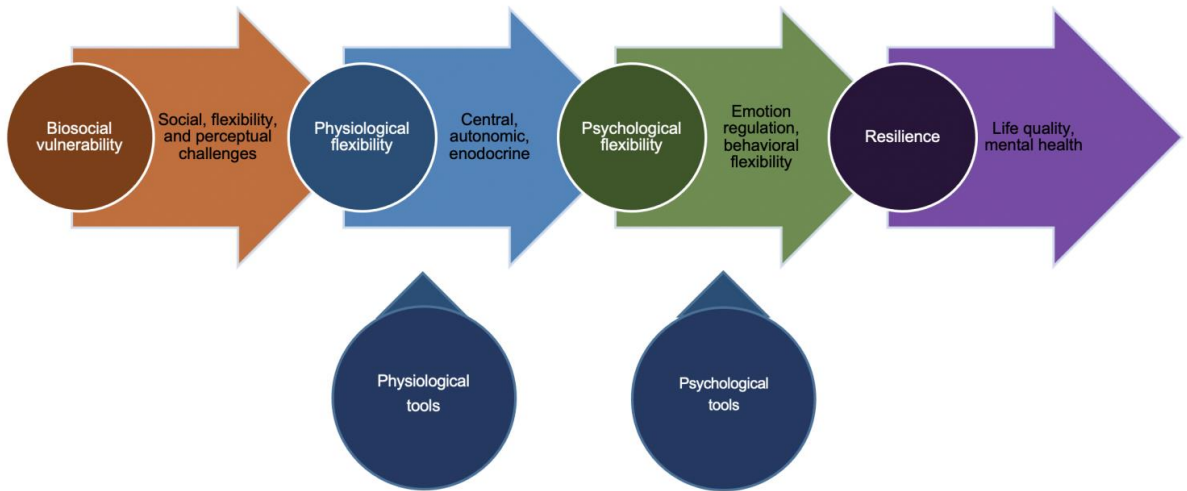 Biosocial
vulnerability
Social, flexibility,
and perceptual
challenges
Physiological
flexibility
Central,
autonomic,
enodocrine
Psychological
flexibility
Emotion
regulation,
behavioral
flexibility
Resilience
Life quality,
mental health
Physiological
tools
Psychological
tools